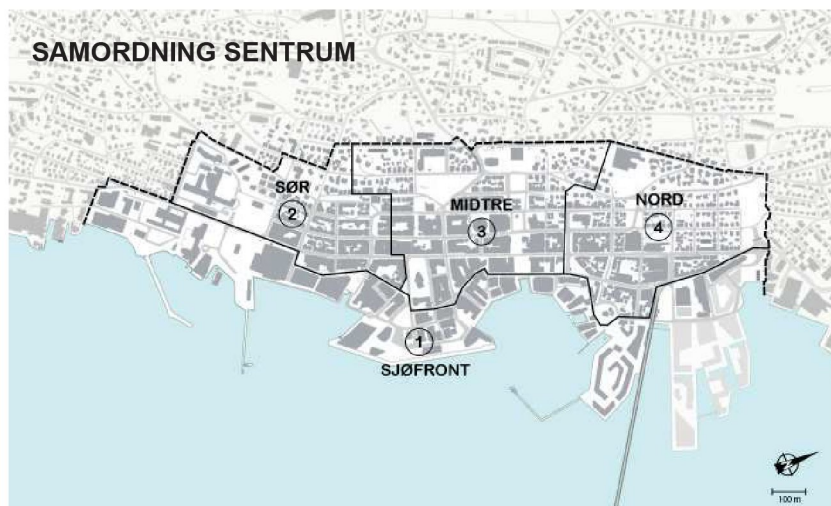 SAMORDNING SENTRUM
SØR
2
MIDTRE
3
NORD
4
1
SJØFRONT
100 m